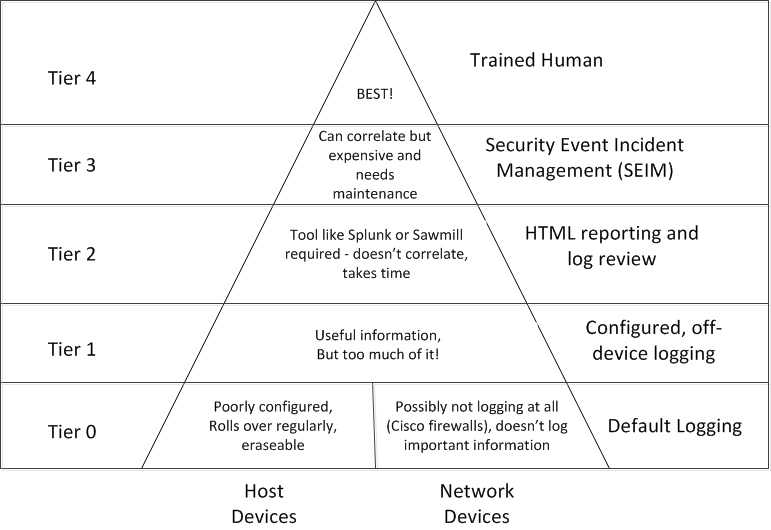 Tier 4
BEST!
Trained Human
Tier 3
Can correlate but
expensive and
needs
maintenance
Security Event Incident
Management (SEIM)
Tier 2
Tool like Splunk or Sawmill
required - doesn't correlate,
takes time
HTML reporting and
log review
Tier 1
Useful information,
But too much of it!
Configured, off-
device logging
Tier 0
Poorly configured,
Rolls over regularly,
eraseable
Possibly not logging at all
(Cisco firewalls), doesn't log
important information
Default Logging
Host
Devices
Network
Devices